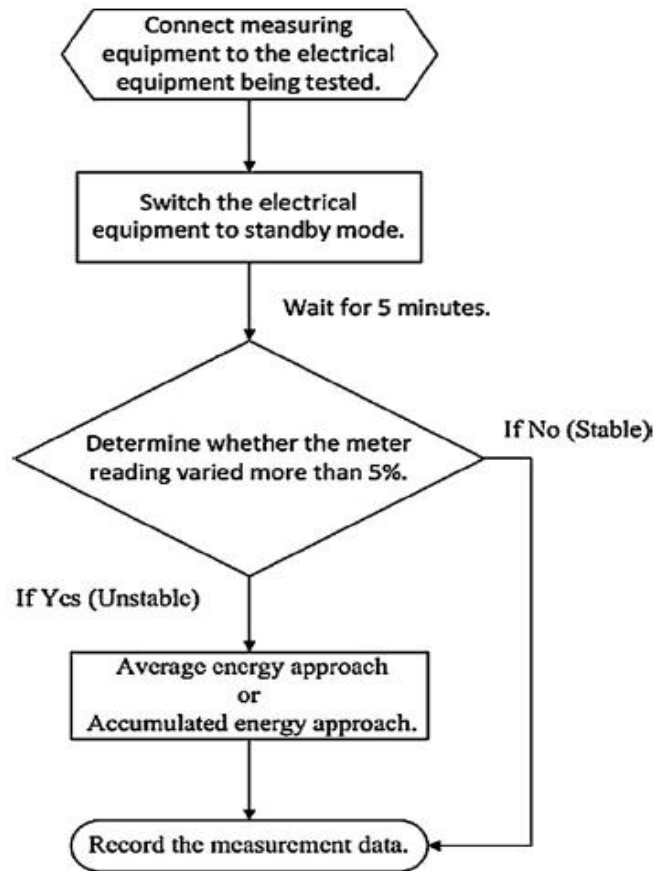 Connect measuring
equipment to the electrical
equipment being tested.
Switch the electrical
equipment to standby mode.
Wait for 5 minutes.
Determine whether the meter
reading varied more than 5%.
If No (Stable)
If Yes (Unstable)
Average energy approach
or
Accumulated energy approach.
Record the measurement data.